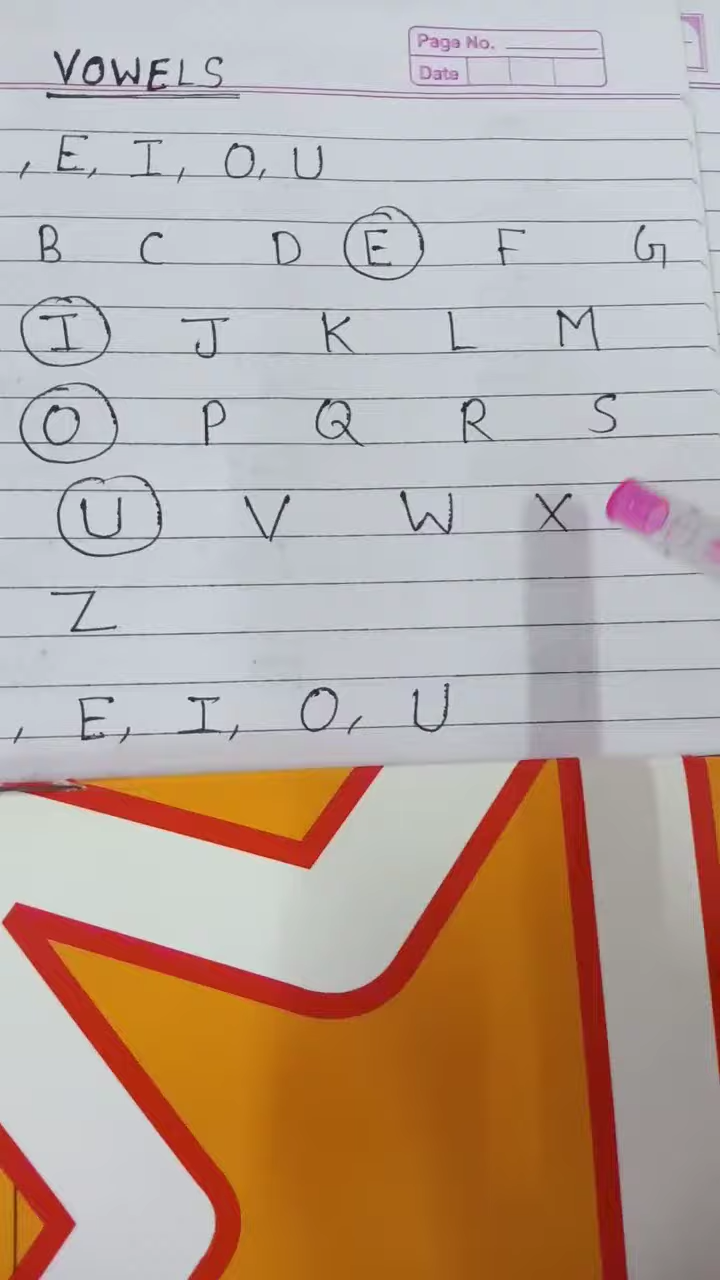 Page No.
Date
VOWELS
, E, I, O, U
B C D E F G
I J K L M
O P Q R S
U V W X
Z
, E, I, O, U